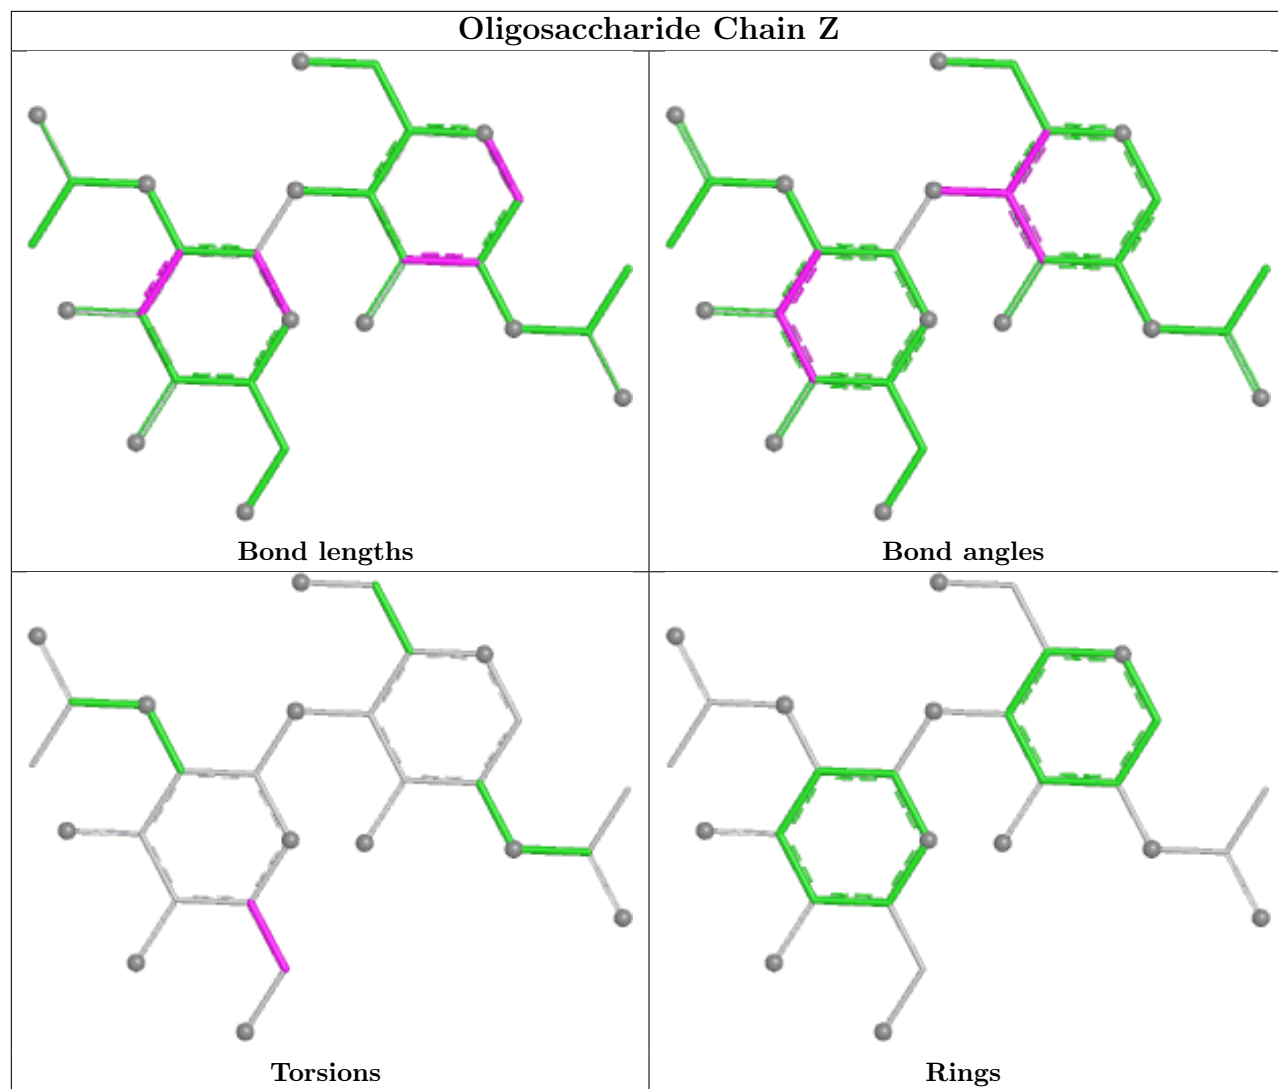 Oligosaccharide Chain Z
Bond lengths
Bond angles
Torsions
Rings